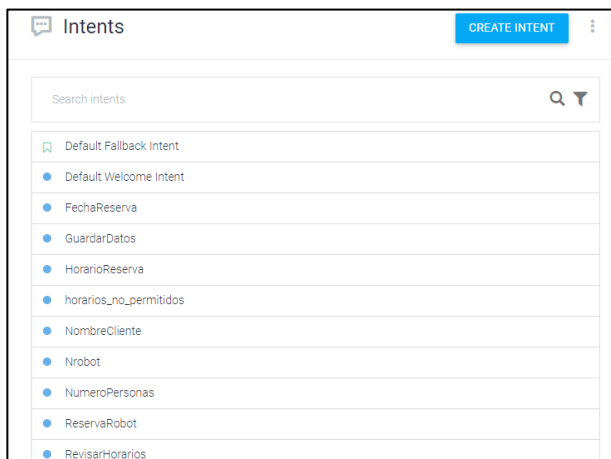 Intents
CREATE INTENT
Search intents
Default Fallback Intent
Default Welcome Intent
FechaReserva
GuardarDatos
HorarioReserva
horarios_no_permitidos
NombreCliente
Nrobot
NumeroPersonas
ReservaRobot
RevisarHorarios